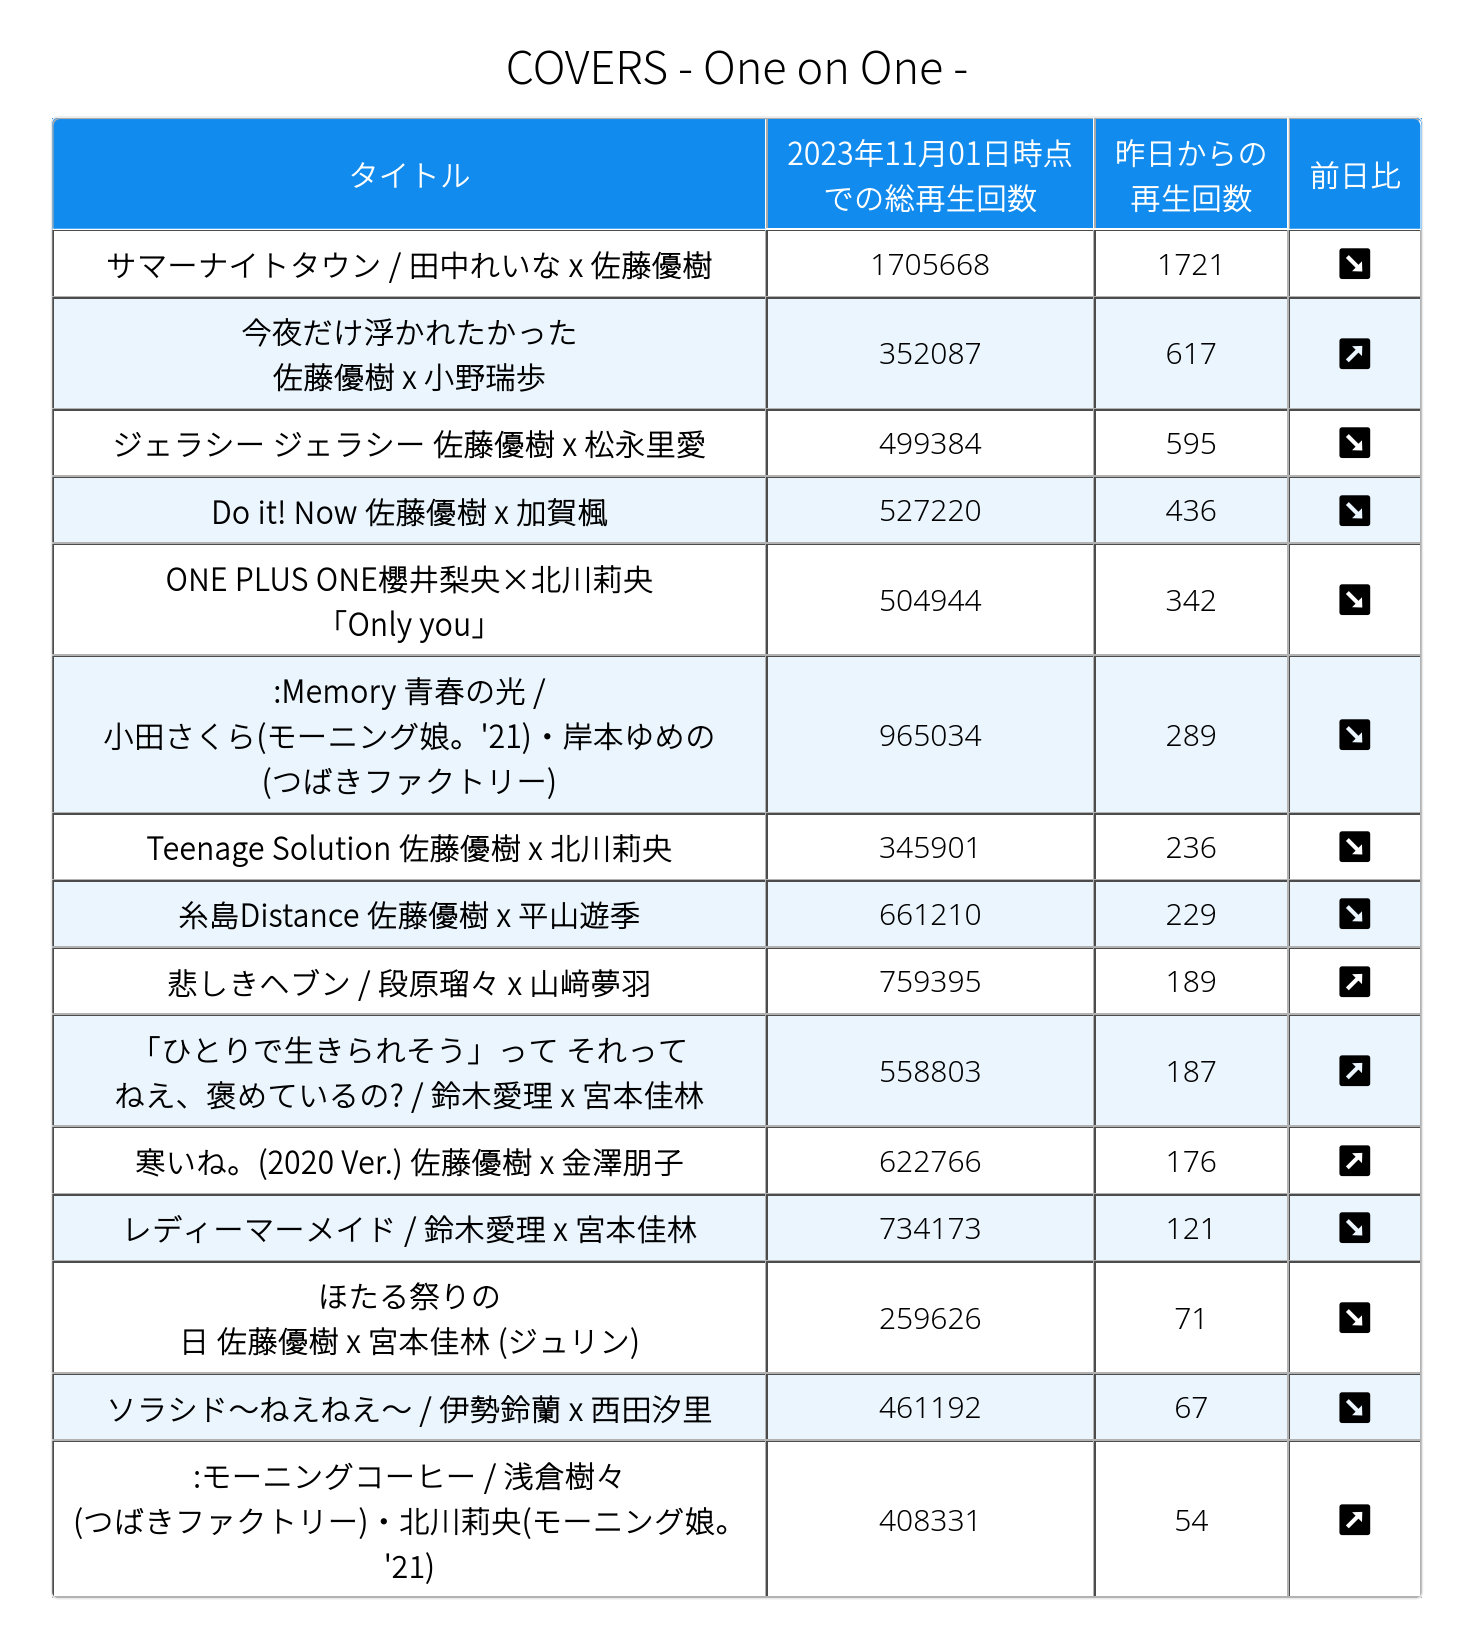 COVERS - One on One -
タイトル
2023年11月01日時点
での総再生回数
昨日からの
再生回数
前日比
サマーナイトタウン / 田中れいな x 佐藤優樹
1705668
1721
今夜だけ浮かれたかった
佐藤優樹 x 小野瑞歩
352087
617
ジェラシー ジェラシー 佐藤優樹 x 松永里愛
499384
595
Do it! Now 佐藤優樹 x 加賀楓
527220
436
ONE PLUS ONE櫻井梨央×北川莉央
「Only you」
504944
342
:Memory 青春の光 /
小田さくら(モーニング娘。'21)・岸本ゆめの
(つばきファクトリー)
965034
289
Teenage Solution 佐藤優樹 x 北川莉央
345901
236
糸島Distance 佐藤優樹 x 平山遊季
661210
229
悲しきヘブン / 段原瑠々 x 山﨑夢羽
759395
189
「ひとりで生きられそう」って それって
ねえ、褒めているの? / 鈴木愛理 x 宮本佳林
558803
187
寒いね。(2020 Ver.) 佐藤優樹 x 金澤朋子
622766
176
レディーマーメイド / 鈴木愛理 x 宮本佳林
734173
121
ほたる祭りの
日 佐藤優樹 x 宮本佳林 (ジュリン)
259626
71
ソラシド～ねえねえ～ / 伊勢鈴蘭 x 西田汐里
461192
67
:モーニングコーヒー / 浅倉樹々
(つばきファクトリー)・北川莉央(モーニング娘。
'21)
408331
54